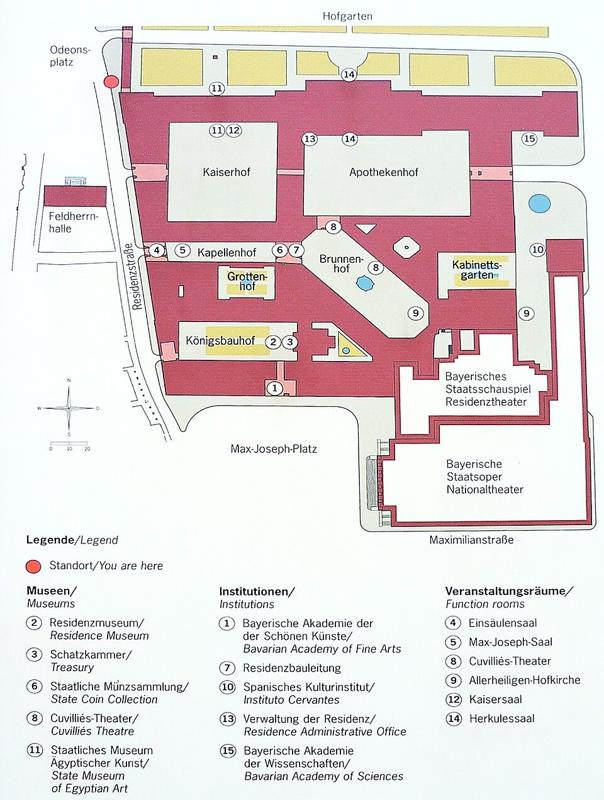 Hofgarten
Odeons-
platz
14
11
11 12
13
14
15
Kaiserhof
Apothekenhof
Feldherrn-
halle
Residenzstraße
4
5
Kapellenhof
6 7
8
Brunnen-
hof
8
10
Kabinetts-
garten
Grotten-
hof
9
9
Königsbauhof
2 3
1
N
W
O
S
0 10 20
Max-Joseph-Platz
Bayerisches
Staatsschauspiel
Residenztheater
Bayerische
Staatsoper
Nationaltheater
Maximilianstraße
Legende/Legend
Standort/You are here
Museen/
Museums
2 Residenzmuseum/
Residence Museum
3 Schatzkammer/
Treasury
6 Staatliche Münzsammlung/
State Coin Collection
8 Cuvilliés-Theater/
Cuvilliés Theatre
11 Staatliches Museum
Ägyptischer Kunst/
State Museum
of Egyptian Art
Institutionen/
Institutions
1 Bayerische Akademie der
der Schönen Künste/
Bavarian Academy of Fine Arts
7 Residenzbauleitung
10 Spanisches Kulturinstitut/
Instituto Cervantes
13 Verwaltung der Residenz/
Residence Administrative Office
15 Bayerische Akademie
der Wissenschaften/
Bavarian Academy of Sciences
Veranstaltungsräume/
Function rooms
4 Einsäulensaal
5 Max-Joseph-Saal
8 Cuvilliés-Theater
9 Allerheiligen-Hofkirche
12 Kaisersaal
14 Herkulessaal